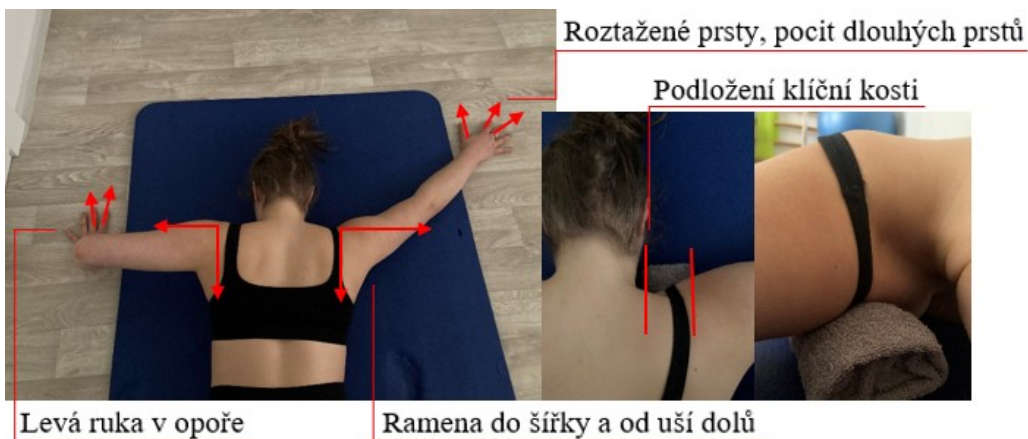 Roztažené prsty, pocit dlouhých prstů
Podložení klíční kosti
Levá ruka v opoře
Ramena do šířky a od uší dolů